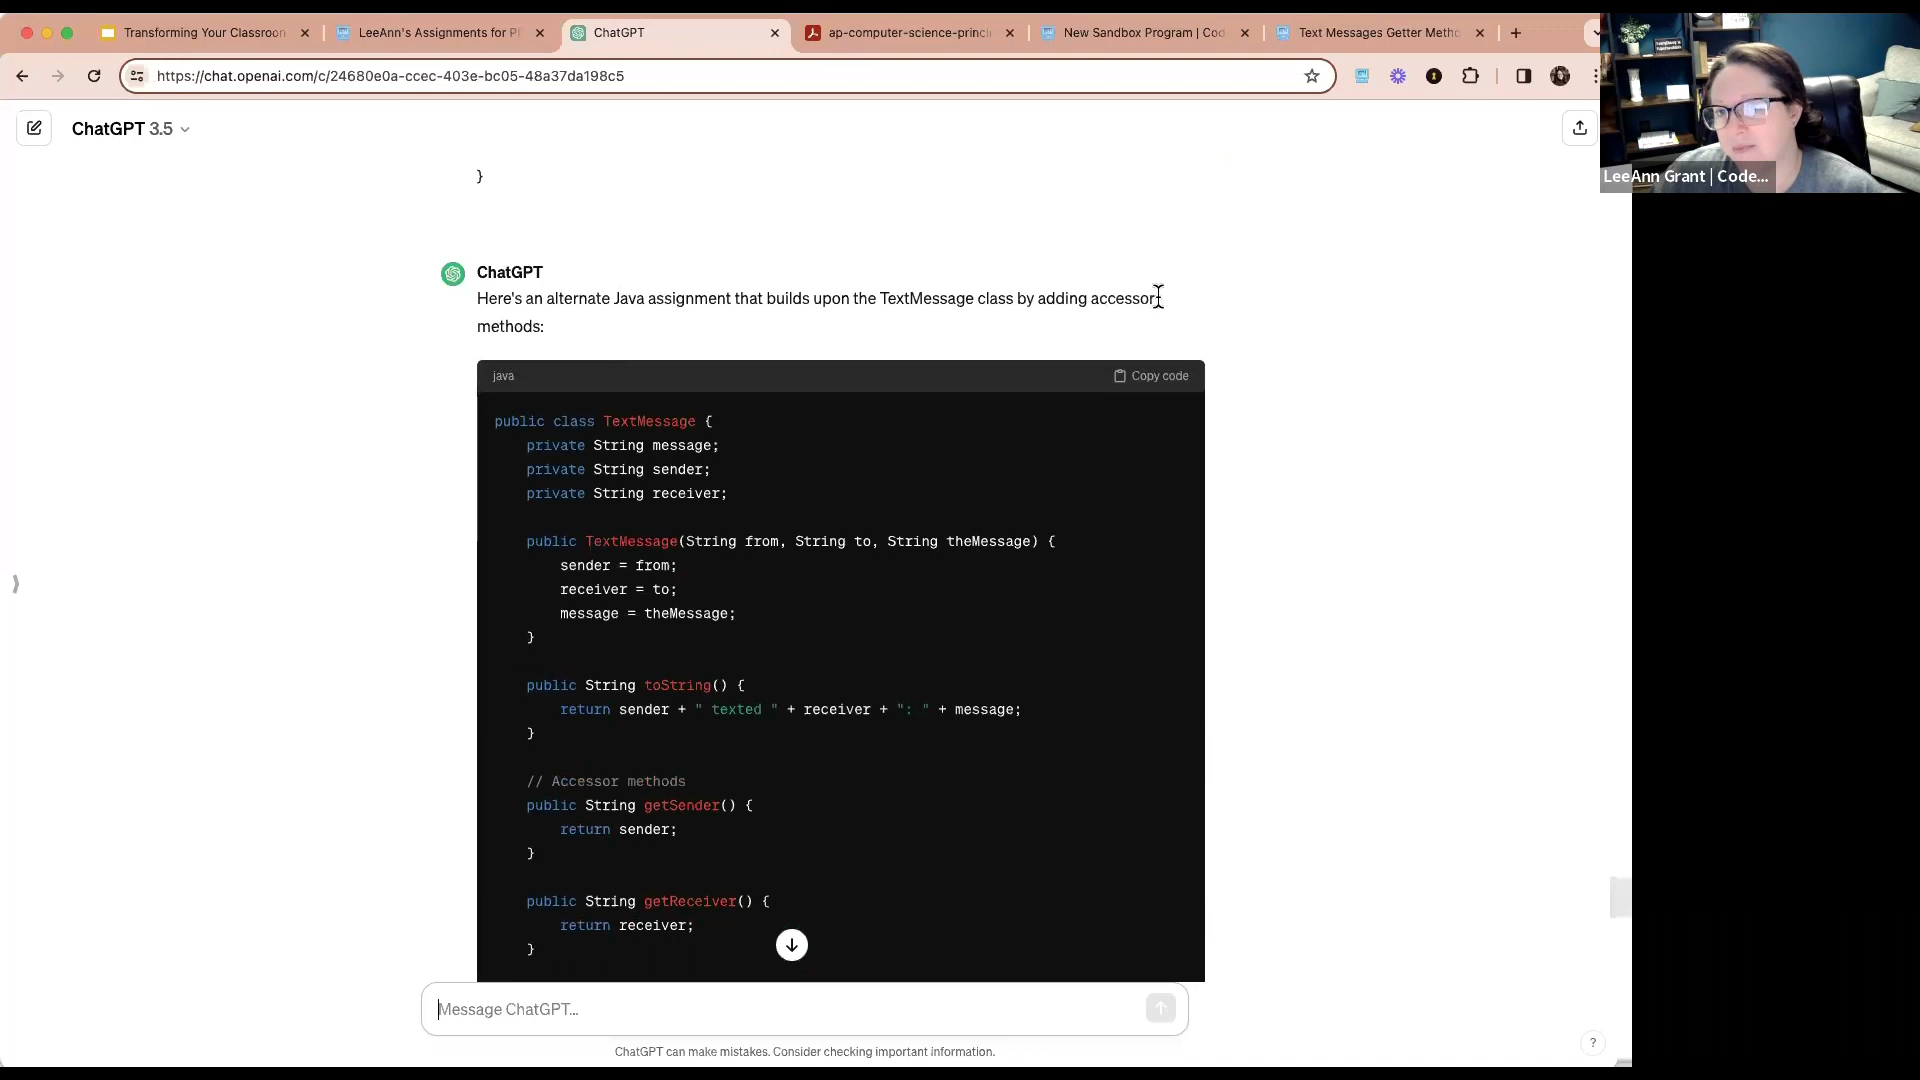 Transforming Your Classroon
LeeAnn's Assignments for P
ChatGPT
ap-computer-science-princi
New Sandbox Program | Cod
Text Messages Getter Metho
https://chat.openai.com/c/24680e0a-ccec-403e-bc05-48a37da198c5
ChatGPT 3.5
LeeAnn Grant | Code...
}
ChatGPT
Here's an alternate Java assignment that builds upon the TextMessage class by adding accessor
methods:
java
Copy code
public class TextMessage {
private String message;
private String sender;
private String receiver;
public TextMessage(String from, String to, String theMessage) {
sender = from;
receiver = to;
message = theMessage;
}
public String toString() {
return sender + " texted " + receiver + ": " + message;
}
// Accessor methods
public String getSender() {
return sender;
}
public String getReceiver() {
return receiver;
}
Message ChatGPT...
ChatGPT can make mistakes. Consider checking important information.
?